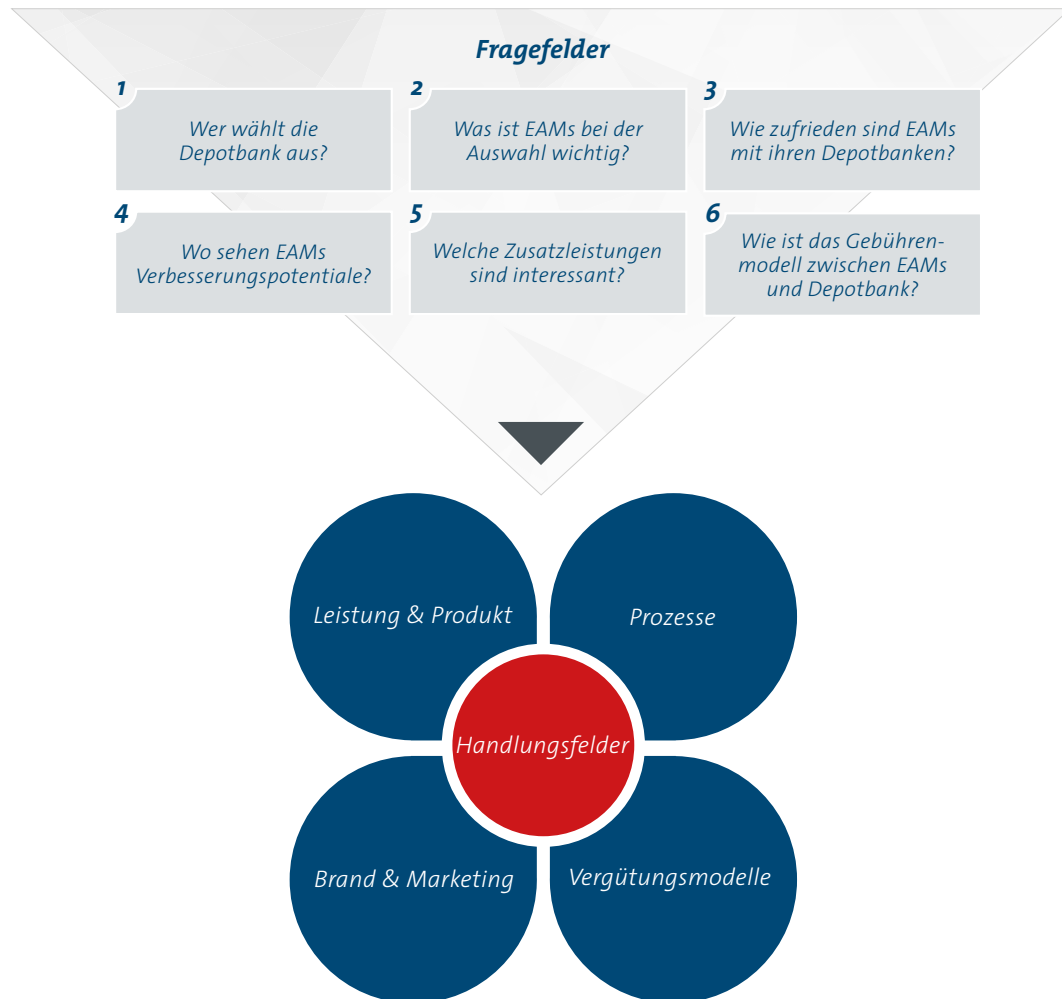 Fragefelder
1
Wer wählt die
Depotbank aus?
2
Was ist EAMs bei der
Auswahl wichtig?
3
Wie zufrieden sind EAMs
mit ihren Depotbanken?
4
Wo sehen EAMs
Verbesserungspotentiale?
5
Welche Zusatzleistungen
sind interessant?
6
Wie ist das Gebühren-
modell zwischen EAMs
und Depotbank?
Leistung & Produkt
Prozesse
Handlungsfelder
Brand & Marketing
Vergütungsmodelle